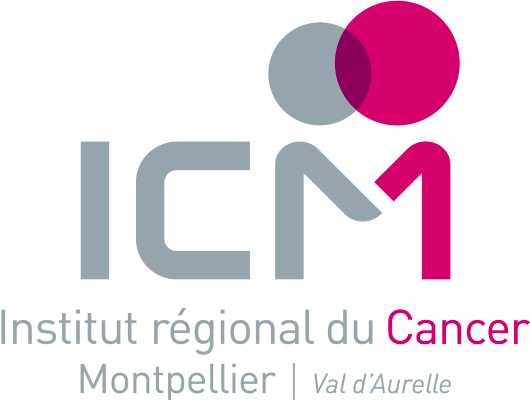 ICM
Institut régional du Cancer
Montpellier | Val d'Aurelle